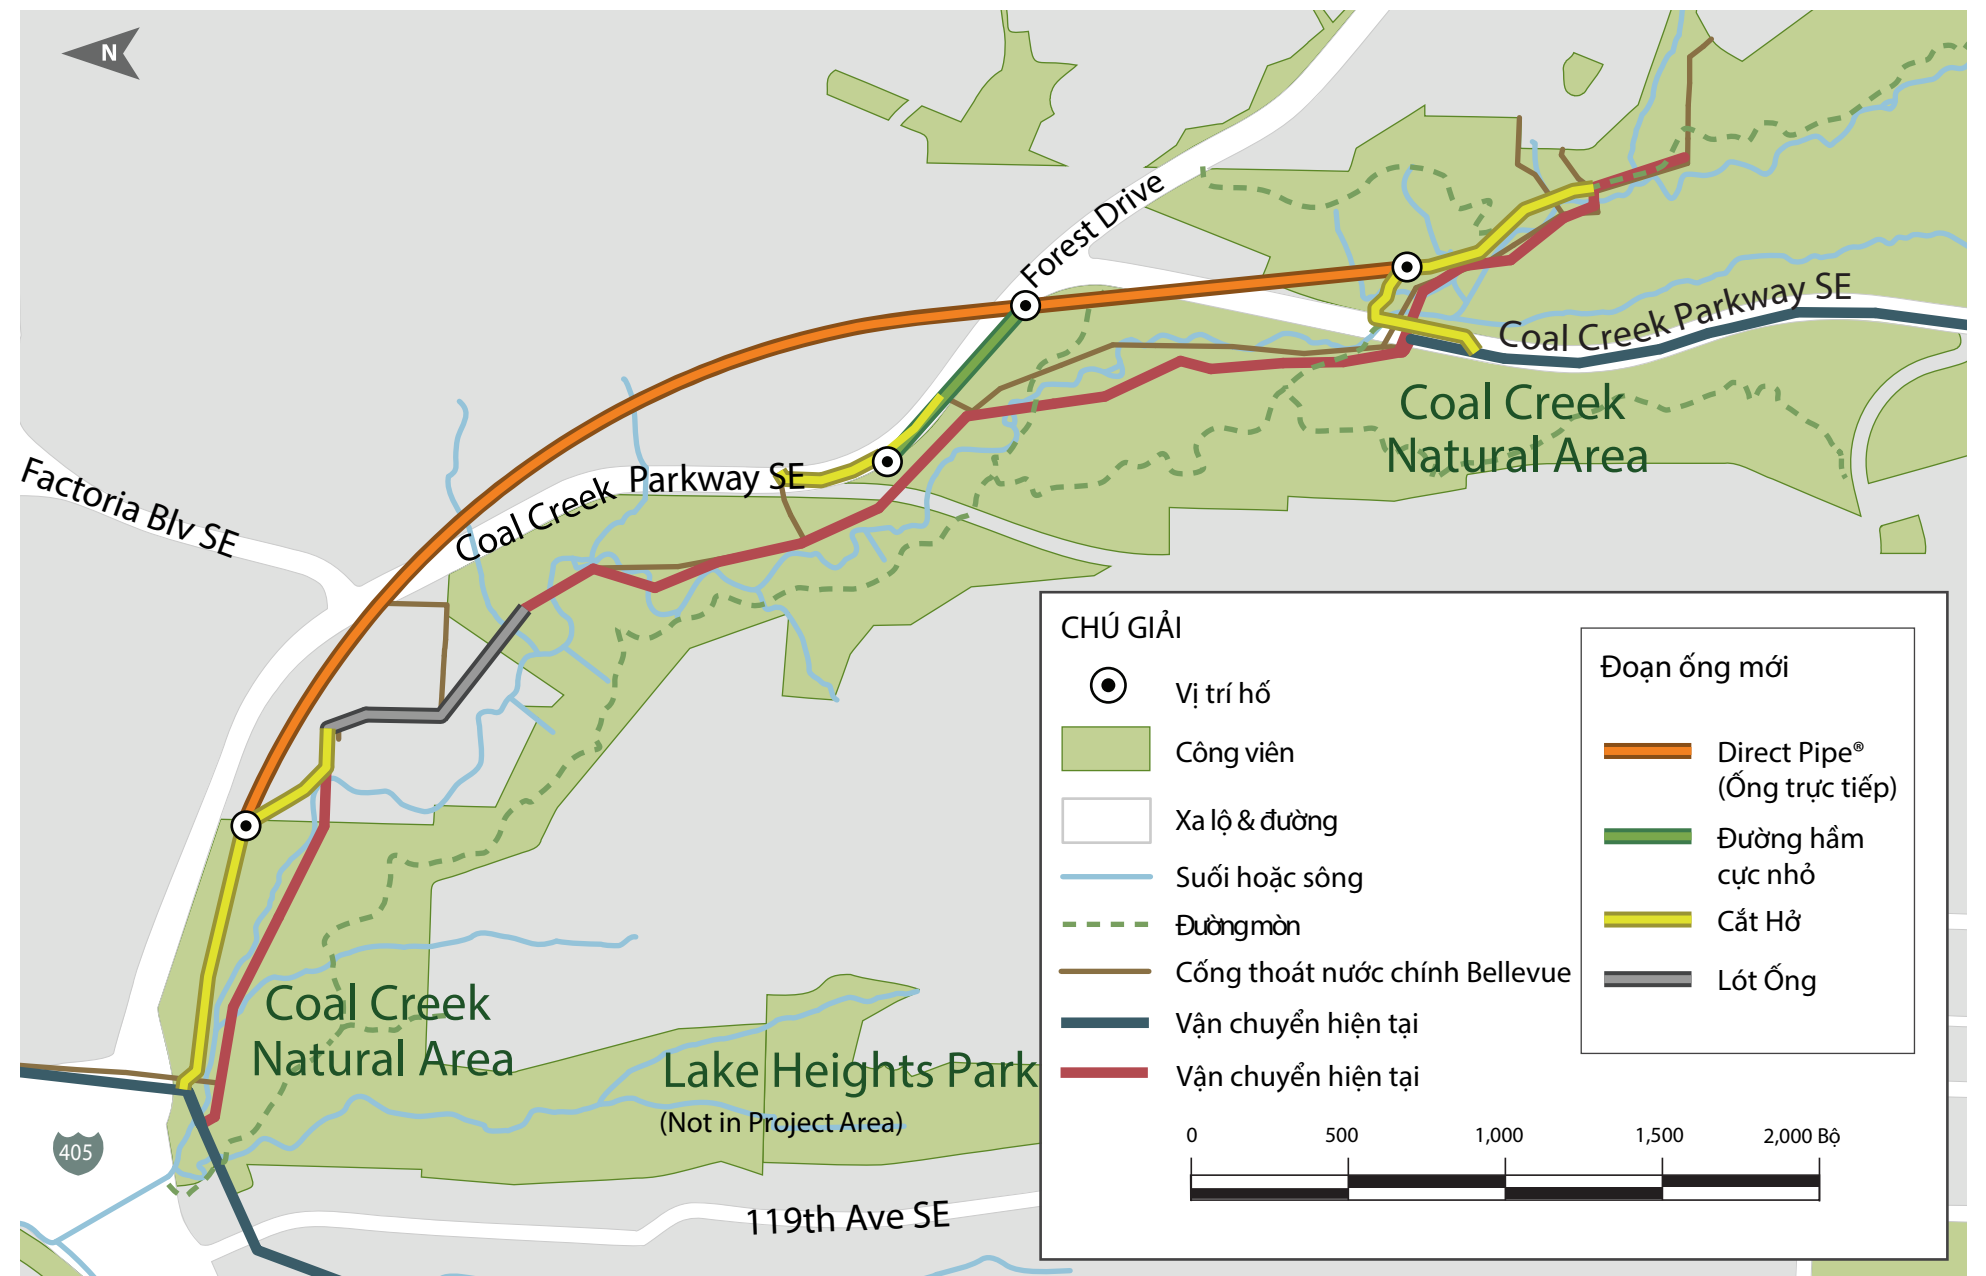 N
Forest Drive
Coal Creek Parkway SE
Coal Creek
Natural Area
Factoria Blv SE
Coal Creek Parkway SE
Coal Creek
Natural Area
Lake Heights Park
(Not in Project Area)
405
119th Ave SE
CHÚ GIẢI
Vị trí hố
Công viên
Xa lộ & đường
Suối hoặc sông
Đường mòn
Cống thoát nước chính Bellevue
Vận chuyển hiện tại
Vận chuyển hiện tại
Đoạn ống mới
Direct Pipe®
(Ống trực tiếp)
Đường hầm
cực nhỏ
Cắt Hở
Lót Ống
0 500 1,000 1,500 2,000 Bộ